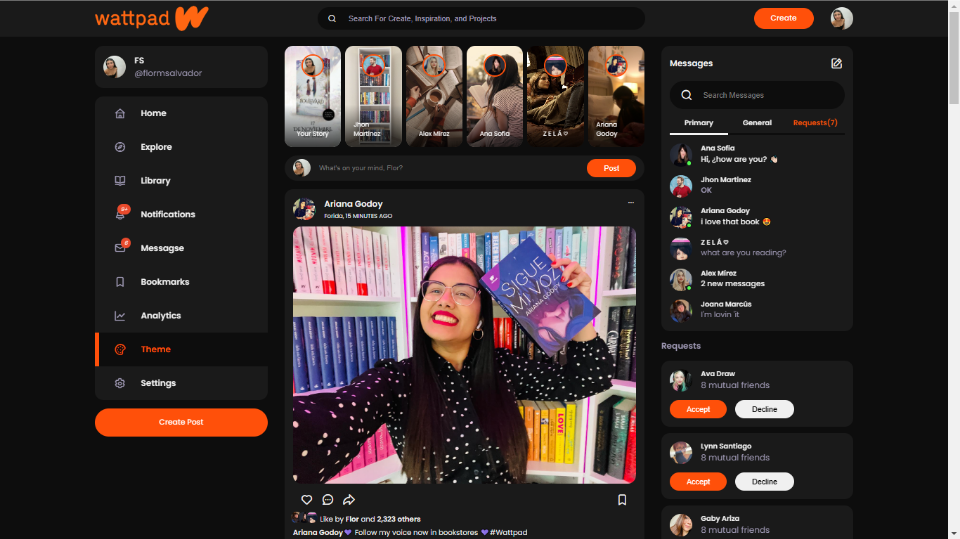 wattpad
Search For Create, Inspiration, and Projects
Create
FS
@flormsalvador
Home
Explore
Library
9+
Notifications
6
Messagse
Bookmarks
Analytics
Theme
Settings
Create Post
Your Story
Jhon Martinez
Alex Mirez
Ana Sofia
Z E L Å ♡
Ariana Godoy
What's on your mind, Flor?
Post
Ariana Godoy
Forida, 15 MINUTES AGO
SIGUE
MI VOZ
ARIANA GODOY
Like by Flor and 2,323 others
Ariana Godoy 💜 Follow my voice now in bookstores 💜 #Wattpad
Messages
Search Messages
Primary General Requests(7)
Ana Sofia
Hi, ¿how are you? 👋🏻
Jhon Martinez
OK
Ariana Godoy
i love that book 😍
Z E L Å ♡
what are you reading?
Alex Mirez
2 new messages
Joana Marcús
I'm lovin 'it
Requests
Ava Draw
8 mutual friends
Accept Decline
Lynn Santiago
8 mutual friends
Accept Decline
Gaby Ariza
8 mutual friends